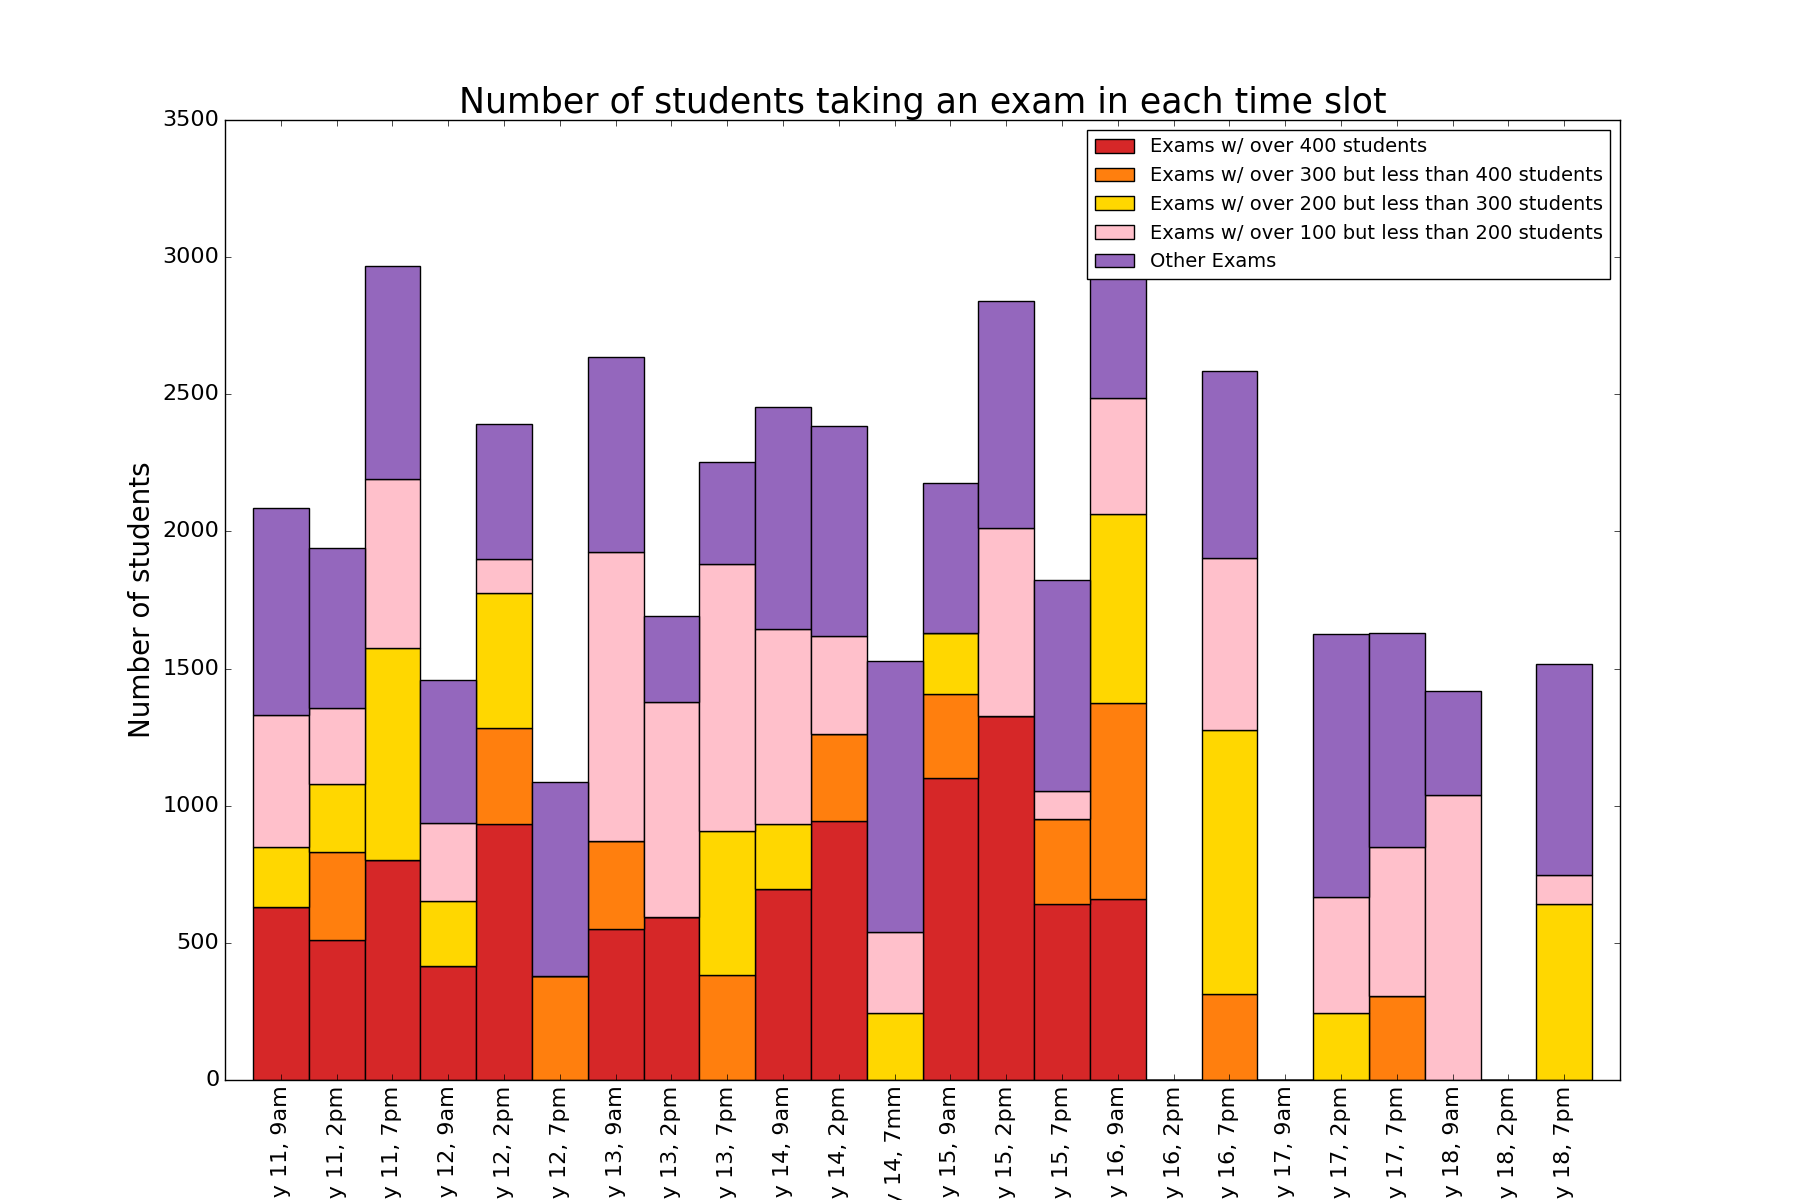 Number of students taking an exam in each time slot
Exams w/ over 400 students
Exams w/ over 300 but less than 400 students
Exams w/ over 200 but less than 300 students
Exams w/ over 100 but less than 200 students
Other Exams
Number of students
3500
3000
2500
2000
1500
1000
500
0
y 11, 9am
y 11, 2pm
y 11, 7pm
y 12, 9am
y 12, 2pm
y 12, 7pm
y 13, 9am
y 13, 2pm
y 13, 7pm
y 14, 9am
y 14, 2pm
y 14, 7mm
y 15, 9am
y 15, 2pm
y 15, 7pm
y 16, 9am
y 16, 2pm
y 16, 7pm
y 17, 9am
y 17, 2pm
y 17, 7pm
y 18, 9am
y 18, 2pm
y 18, 7pm